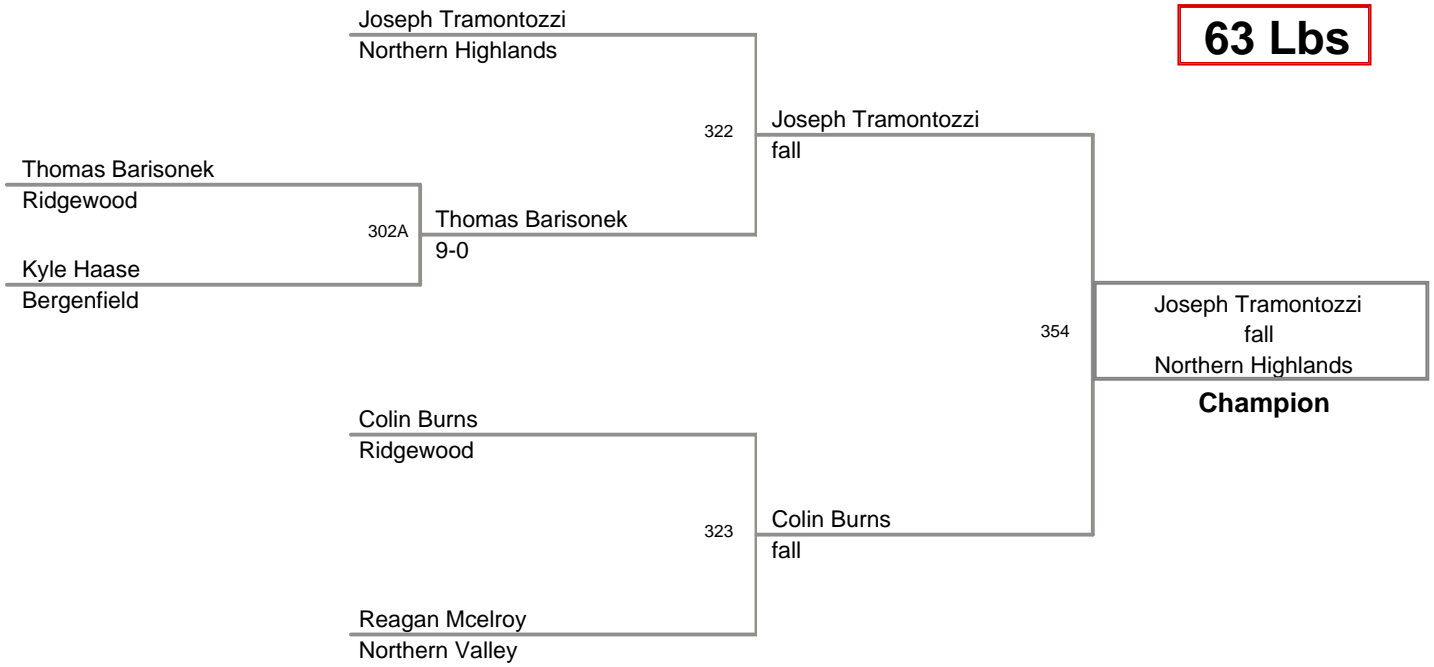 Joseph Tramontozzi
Northern Highlands
63 Lbs
322
Joseph Tramontozzi
fall
Thomas Barisonek
Ridgewood
302A
Thomas Barisonek
9-0
Kyle Haase
Bergenfield
354
Joseph Tramontozzi
fall
Northern Highlands
Champion
Colin Burns
Ridgewood
323
Colin Burns
fall
Reagan Mcelroy
Northern Valley